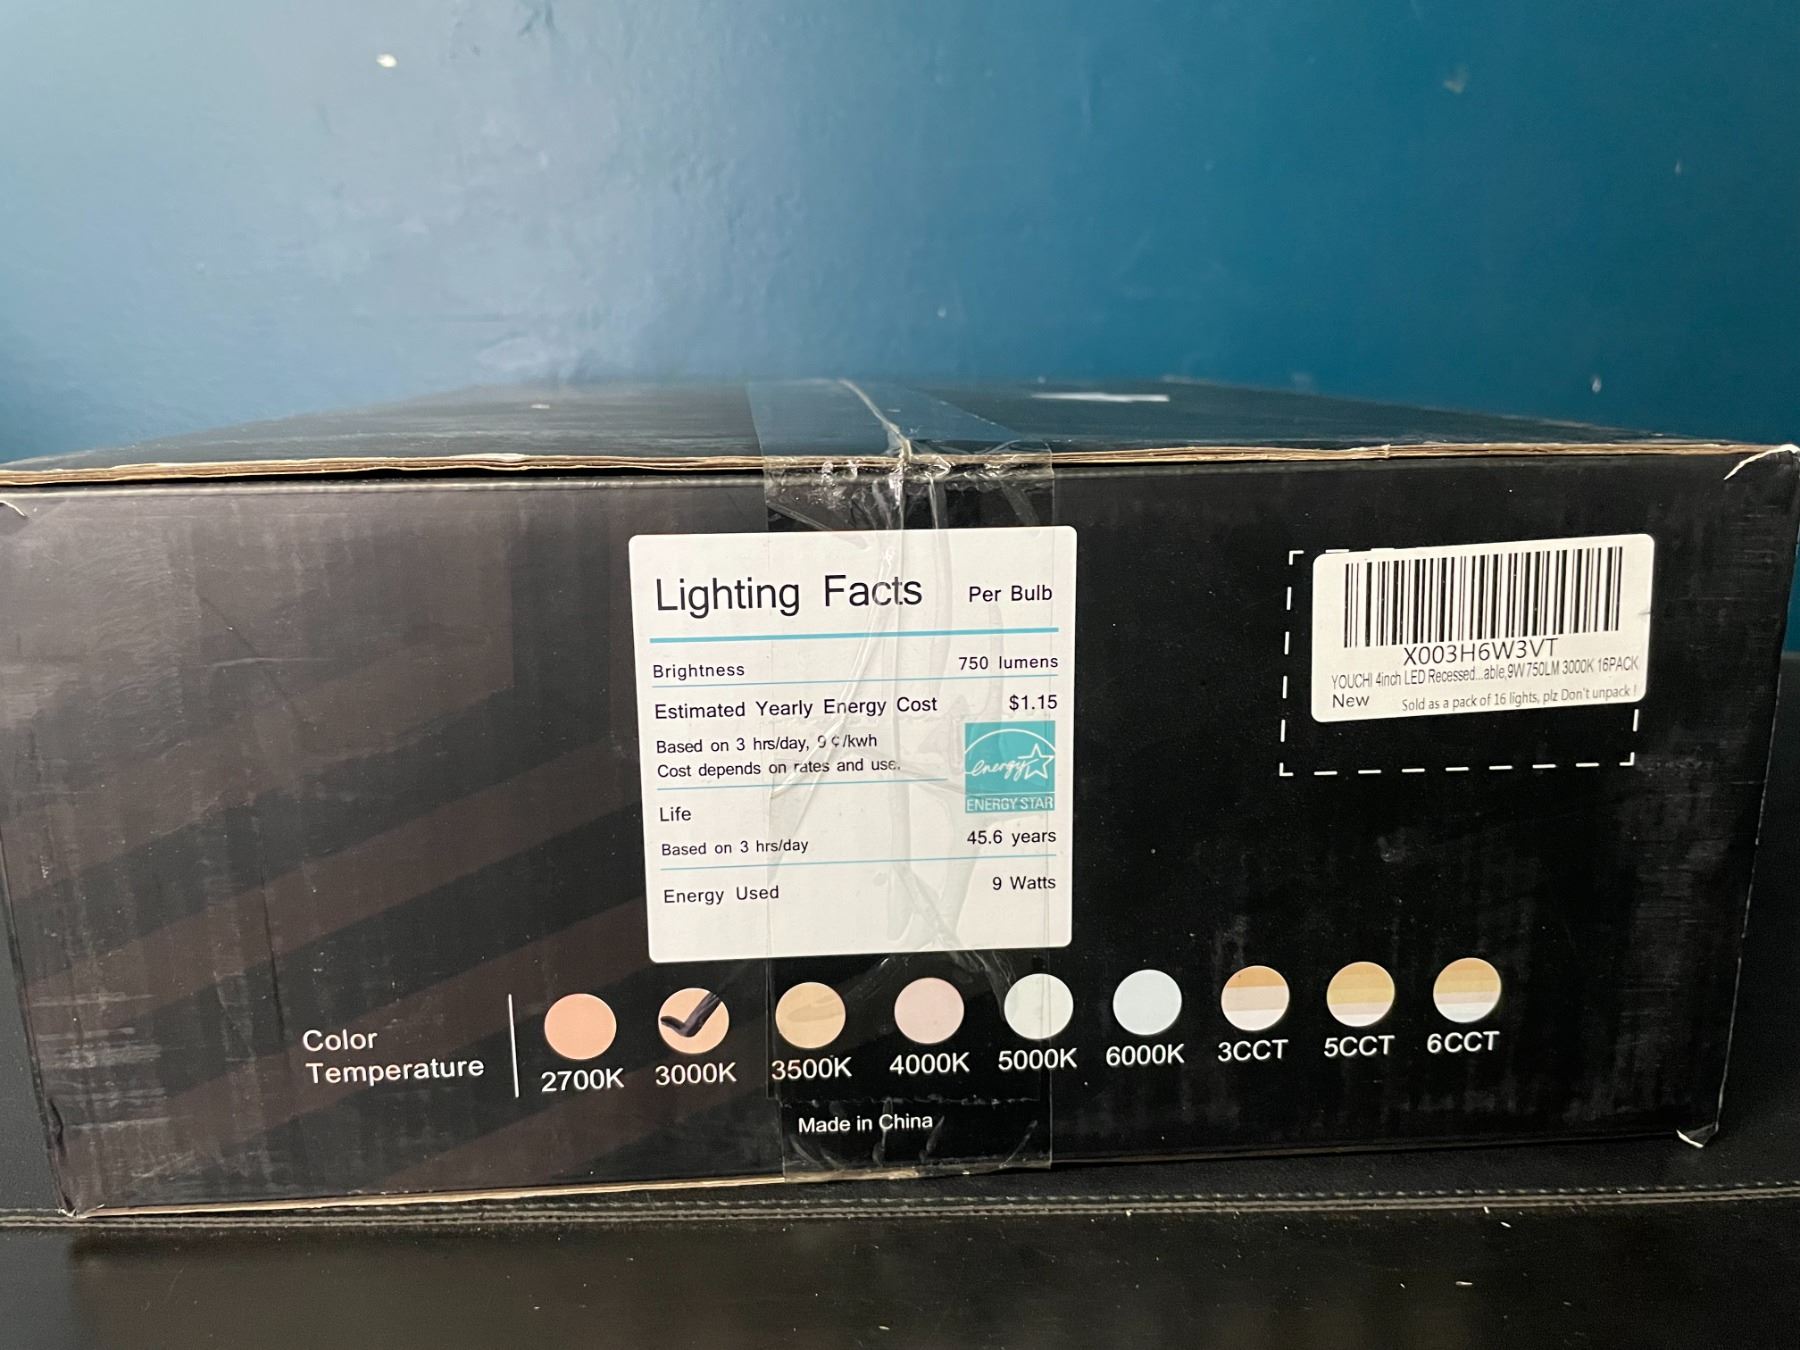 Lighting Facts Per Bulb
Brightness 750 lumens
Estimated Yearly Energy Cost $1.15
Based on 3 hrs/day, 9 ¢/kwh
Cost depends on rates and use.
energy
ENERGY STAR
Life
Based on 3 hrs/day 45.6 years
Energy Used 9 Watts
X003H6W3VT
YOUCHI 4inch LED Recessed...able,9W 750LM 3000K 16PACK
New Sold as a pack of 16 lights, plz Don't unpack !
Color
Temperature
2700K 3000K 3500K 4000K 5000K 6000K 3CCT 5CCT 6CCT
Made in China